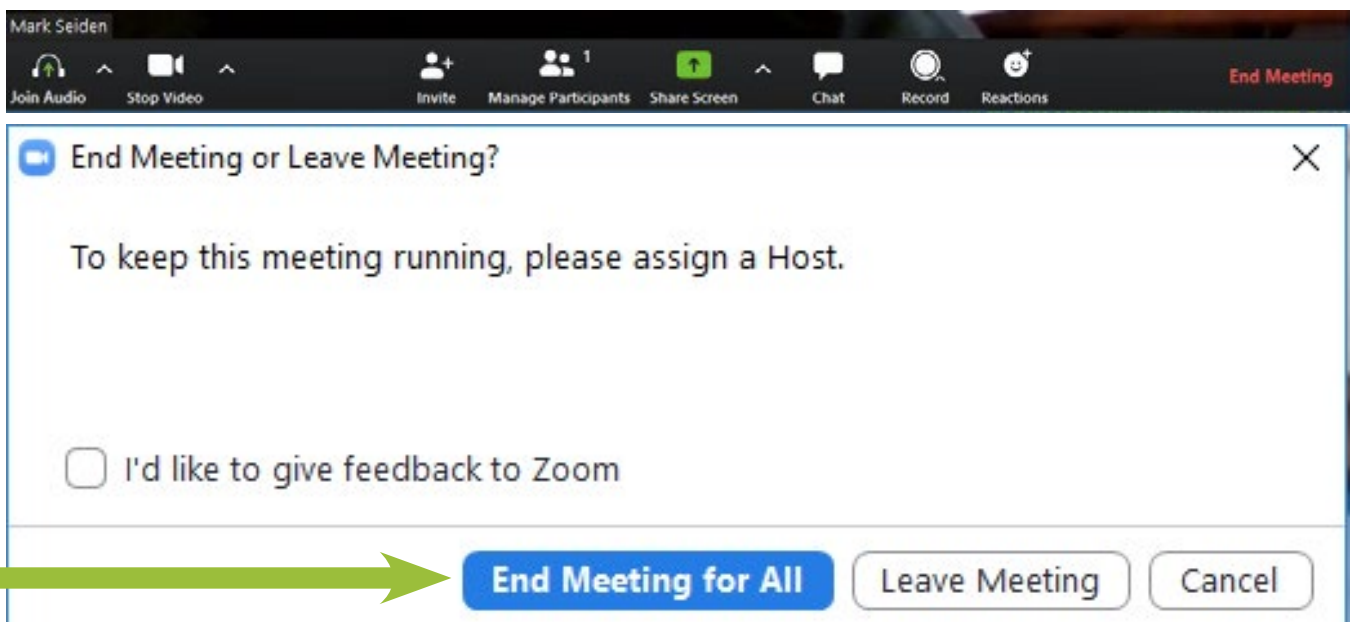 Mark Seiden
Join Audio Stop Video Invite Manage Participants 1 Share Screen Chat Record Reactions End Meeting
End Meeting or Leave Meeting?
To keep this meeting running, please assign a Host.
I'd like to give feedback to Zoom
End Meeting for All Leave Meeting Cancel